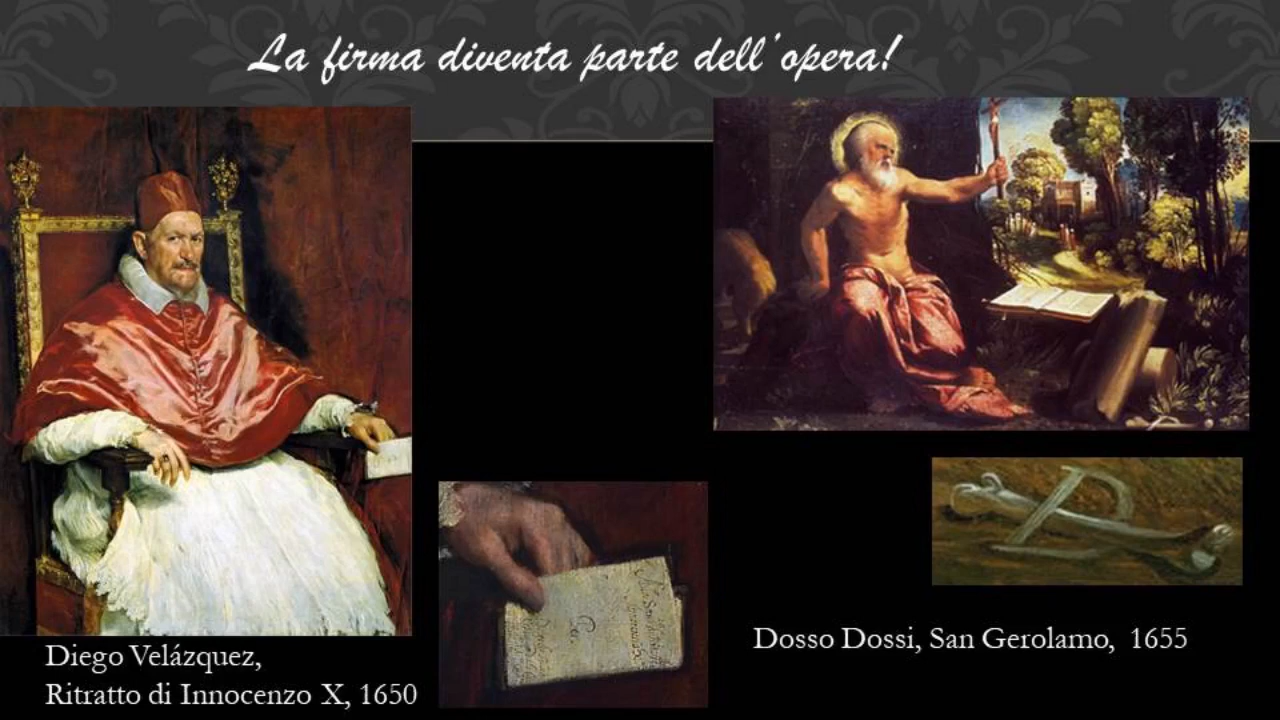 La firma diventa parte dell'opera!
Diego Velázquez,
Ritratto di Innocenzo X, 1650
Dosso Dossi, San Gerolamo, 1655